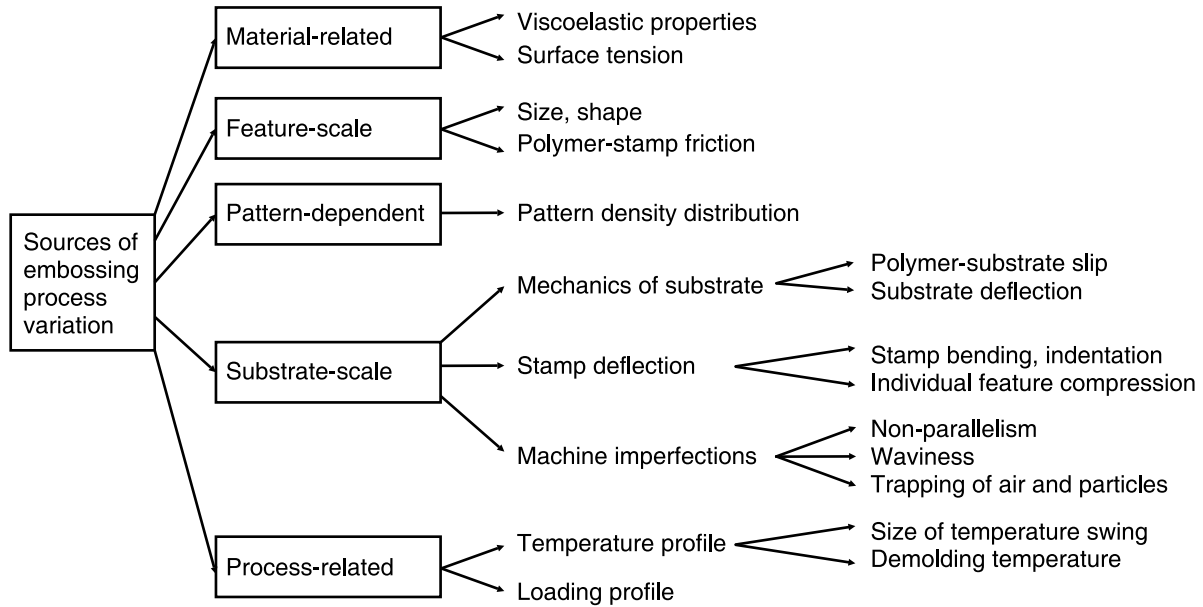 Sources of
embossing
process
variation
Material-related
Viscoelastic properties
Surface tension
Feature-scale
Size, shape
Polymer-stamp friction
Pattern-dependent
Pattern density distribution
Substrate-scale
Mechanics of substrate
Polymer-substrate slip
Substrate deflection
Stamp deflection
Stamp bending, indentation
Individual feature compression
Machine imperfections
Non-parallelism
Waviness
Trapping of air and particles
Process-related
Temperature profile
Size of temperature swing
Demolding temperature
Loading profile